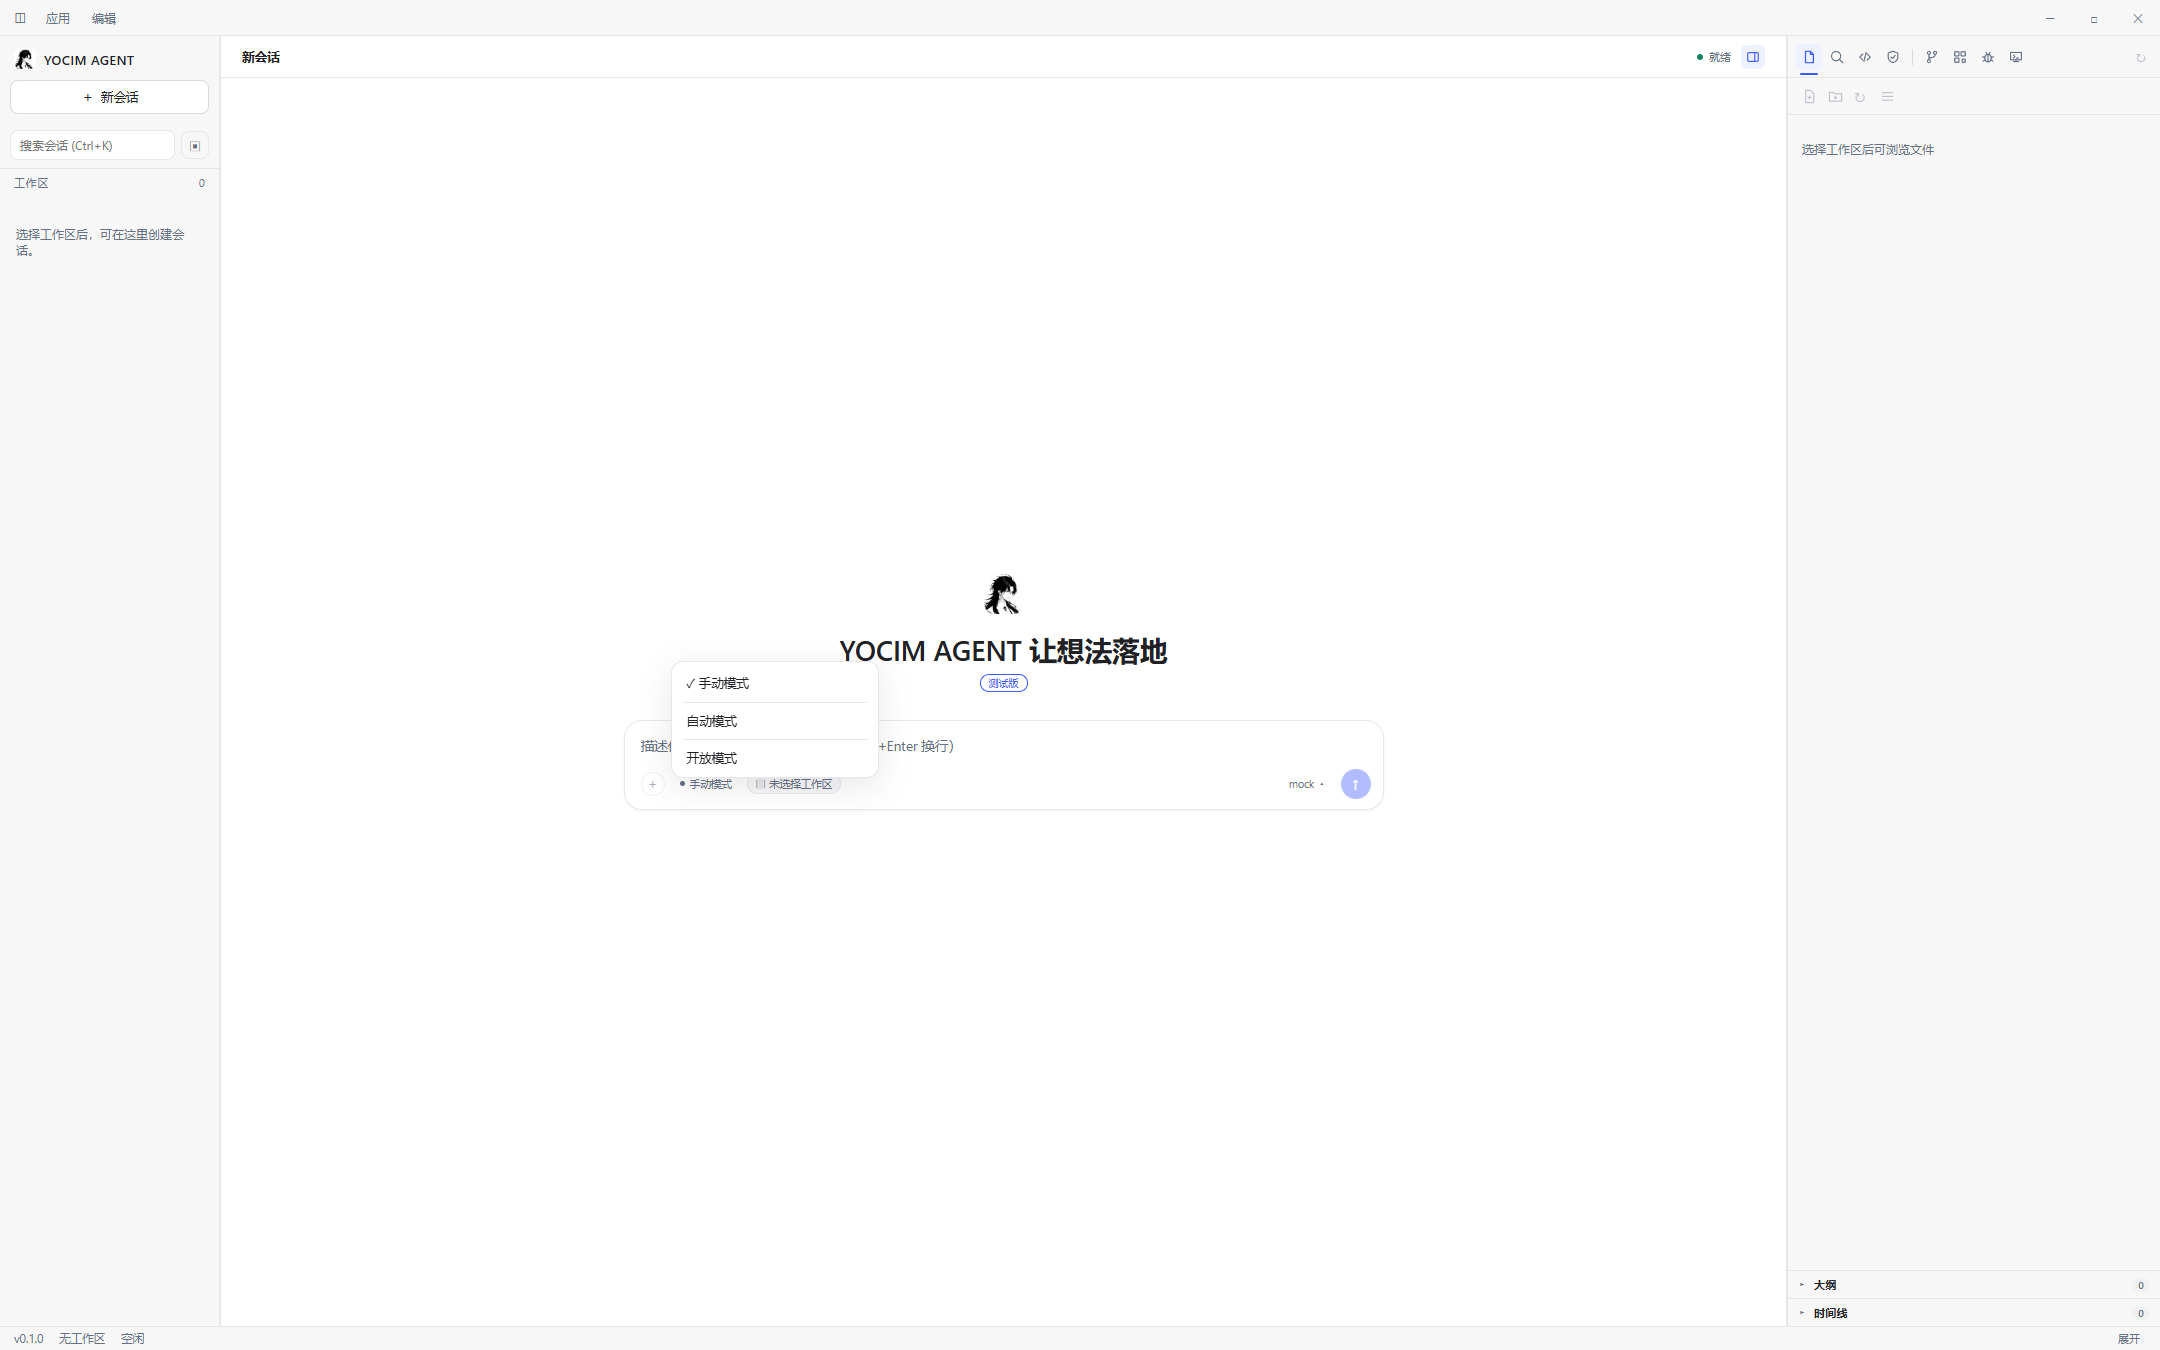 应用 编辑
YOCIM AGENT
+ 新会话
搜索会话 (Ctrl+K)
工作区 0
选择工作区后，可在这里创建会
话。
新会话
就绪
选择工作区后可浏览文件
YOCIM AGENT 让想法落地
测试版
✓ 手动模式
自动模式
开放模式
描述 +Enter 换行)
+ 手动模式 未选择工作区 mock
大纲 0
时间线 0
v0.1.0 无工作区 空闲 展开